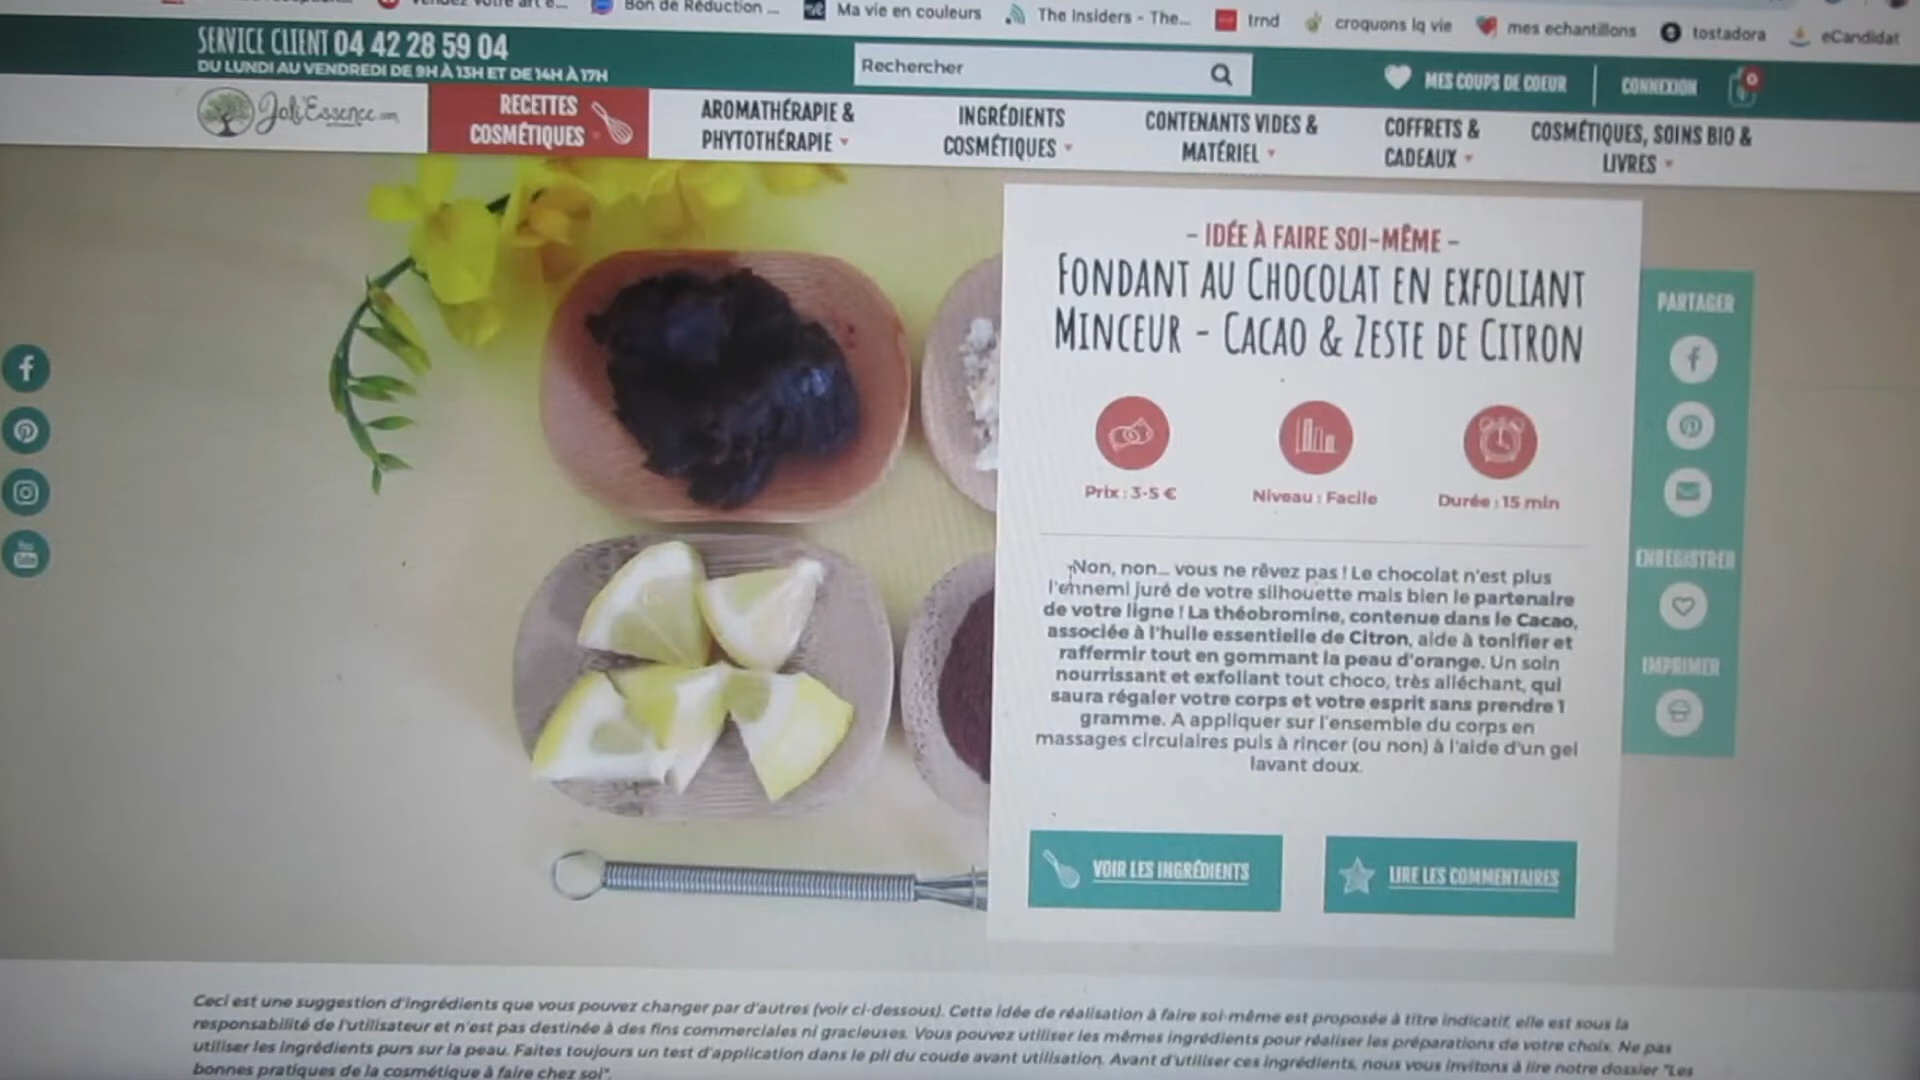 Vendez votre art e...
Bon de Réduction ...
Ma vie en couleurs
The Insiders - The...
trnd
croquons lq vie
mes echantillons
tostadora
eCandidat
SERVICE CLIENT 04 42 28 59 04
DU LUNDI AU VENDREDI DE 9H À 13H ET DE 14H À 17H
Rechercher
MES COUPS DE COEUR
CONNEXION
0
Joli'Essence.com
RECETTES
COSMÉTIQUES
AROMATHÉRAPIE &
PHYTOTHÉRAPIE
INGRÉDIENTS
COSMÉTIQUES
CONTENANTS VIDES &
MATÉRIEL
COFFRETS &
CADEAUX
COSMÉTIQUES, SOINS BIO &
LIVRES
- IDÉE À FAIRE SOI-MÊME -
FONDANT AU CHOCOLAT EN EXFOLIANT
MINCEUR - CACAO & ZESTE DE CITRON
Prix : 3-5 €
Niveau : Facile
Durée : 15 min
Non, non... vous ne rêvez pas ! Le chocolat n'est plus
l'ennemi juré de votre silhouette mais bien le partenaire
de votre ligne ! La théobromine, contenue dans le Cacao,
associée à l'huile essentielle de Citron, aide à tonifier et
raffermir tout en gommant la peau d'orange. Un soin
nourrissant et exfoliant tout choco, très alléchant, qui
saura régaler votre corps et votre esprit sans prendre 1
gramme. A appliquer sur l'ensemble du corps en
massages circulaires puis à rincer (ou non) à l'aide d'un gel
lavant doux.
VOIR LES INGRÉDIENTS
LIRE LES COMMENTAIRES
PARTAGER
ENREGISTRER
IMPRIMER
You
Tube
Ceci est une suggestion d'ingrédients que vous pouvez changer par d'autres (voir ci-dessous). Cette idée de réalisation à faire soi-même est proposée à titre indicatif, elle est sous la
responsabilité de l'utilisateur et n'est pas destinée à des fins commerciales ni gracieuses. Vous pouvez utiliser les mêmes ingrédients pour réaliser les préparations de votre choix. Ne pas
utiliser les ingrédients purs sur la peau. Faites toujours un test d'application dans le pli du coude avant utilisation. Avant d'utiliser ces ingrédients, nous vous invitons à lire notre dossier "Les
bonnes pratiques de la cosmétique à faire chez soi".